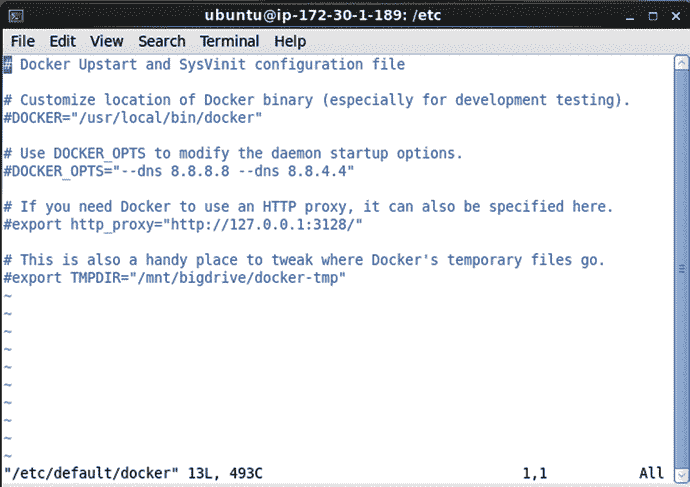 ubuntu@ip-172-30-1-189: /etc
File Edit View Search Terminal Help
# Docker Upstart and SysVinit configuration file
# Customize location of Docker binary (especially for development testing).
#DOCKER="/usr/local/bin/docker"
# Use DOCKER_OPTS to modify the daemon startup options.
#DOCKER_OPTS="--dns 8.8.8.8 --dns 8.8.4.4"
# If you need Docker to use an HTTP proxy, it can also be specified here.
#export http_proxy="http://127.0.0.1:3128/"
# This is also a handy place to tweak where Docker's temporary files go.
#export TMPDIR="/mnt/bigdrive/docker-tmp"
~
~
~
~
~
~
~
~
~
~
"/etc/default/docker" 13L, 493C 1,1 All